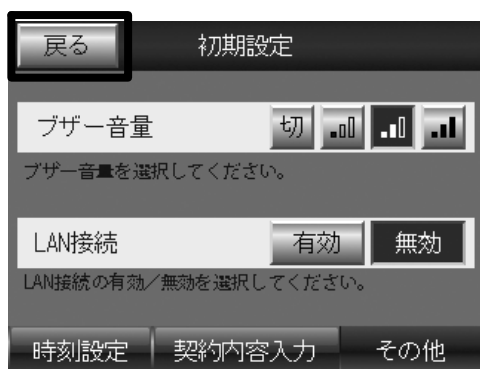 戻る 初期設定
ブザー音量 切
ブザー音量を選択してください。
LAN接続 有効 無効
LAN接続の有効／無効を選択してください。
時刻設定 契約内容入力 その他